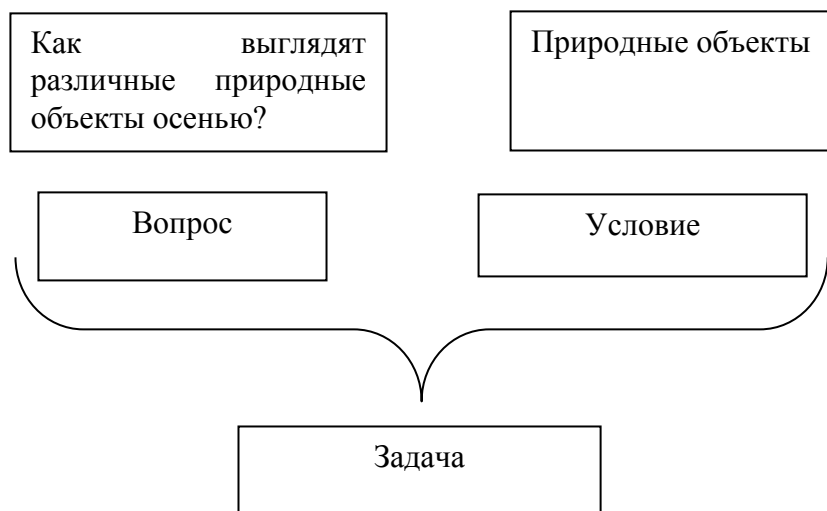 Как выглядят
различные природные
объекты осенью?
Природные объекты
Вопрос
Условие
Задача